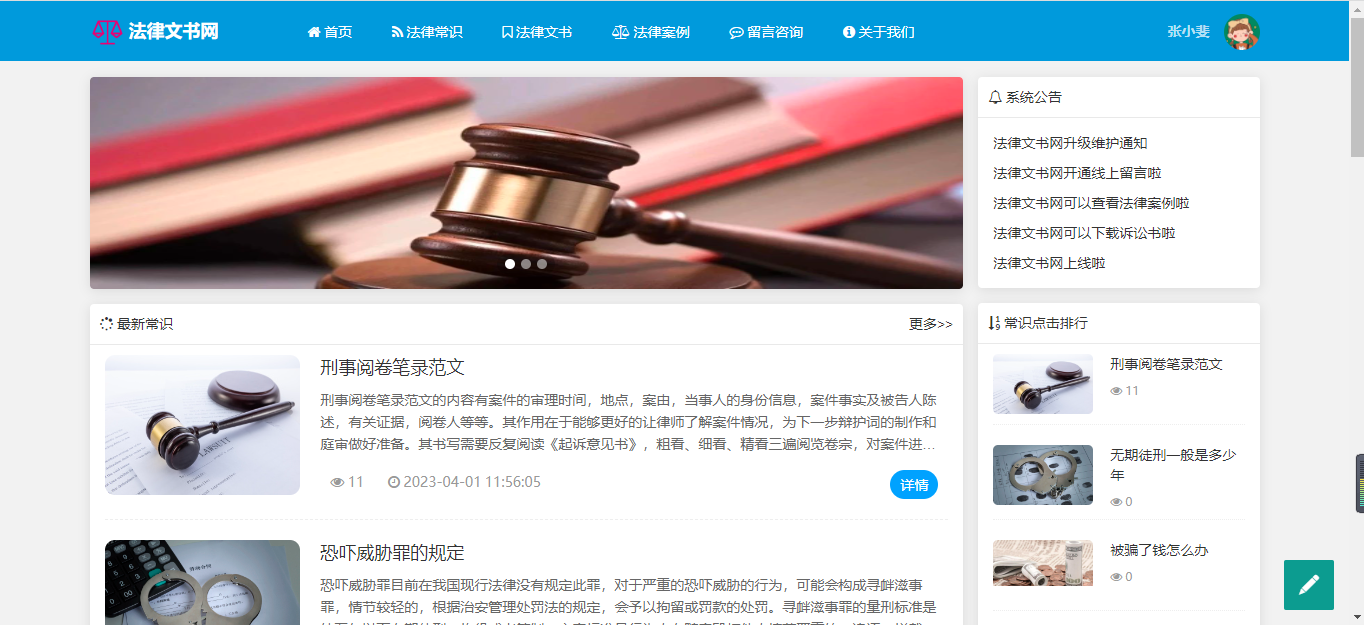 法律文书网
首页
法律常识
法律文书
法律案例
留言咨询
关于我们
张小斐
系统公告
法律文书网升级维护通知
法律文书网开通线上留言啦
法律文书网可以查看法律案例啦
法律文书网可以下载诉讼书啦
法律文书网上线啦
最新常识
更多>>
刑事阅卷笔录范文
刑事阅卷笔录范文的内容有案件的审理时间，地点，案由，当事人的身份信息，案件事实及被告人陈
述，有关证据，阅卷人等等。其作用在于能够更好的让律师了解案件情况，为下一步辩护词的制作和
庭审做好准备。其书写需要反复阅读《起诉意见书》，粗看、细看、精看三遍阅览卷宗，对案件进...
11
2023-04-01 11:56:05
详情
恐吓威胁罪的规定
恐吓威胁罪目前在我国现行法律没有规定此罪，对于严重的恐吓威胁的行为，可能会构成寻衅滋事
罪，情节较轻的，根据治安管理处罚法的规定，会予以拘留或罚款的处罚。寻衅滋事罪的量刑标准是
常识点击排行
刑事阅卷笔录范文
11
无期徒刑一般是多少
年
0
被骗了钱怎么办
0